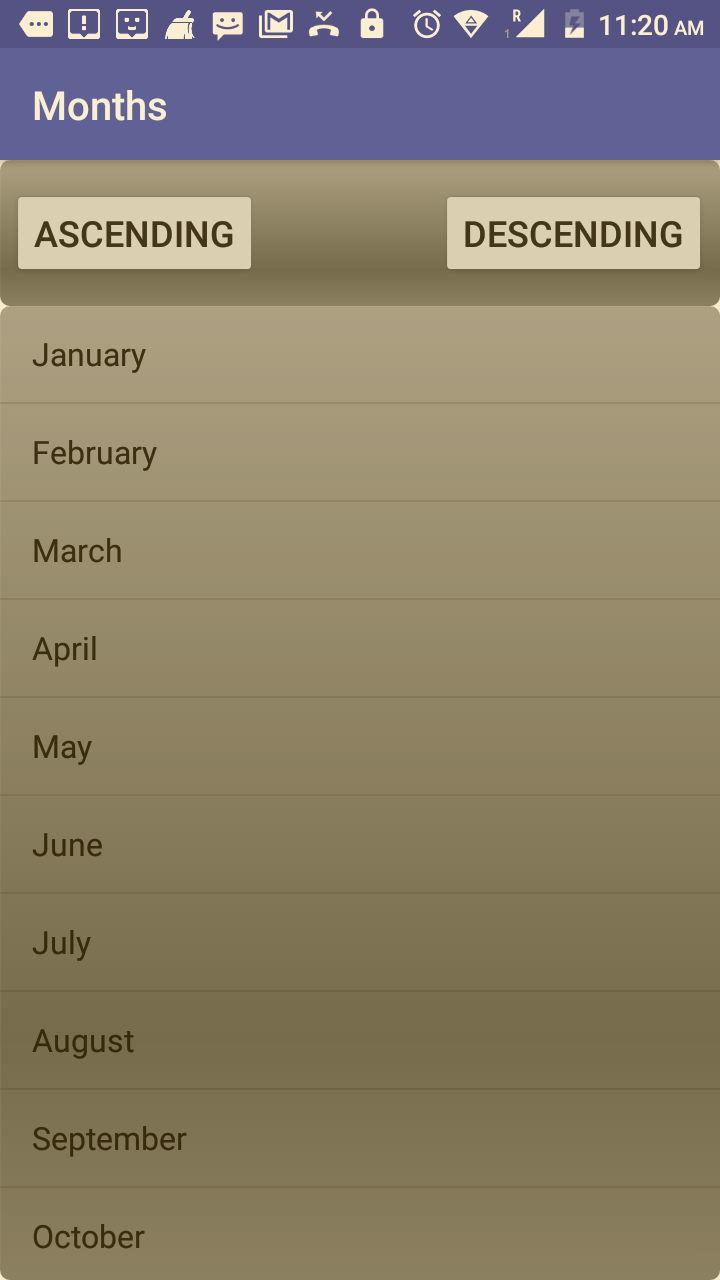 R
1
11:20 AM
Months
ASCENDING
DESCENDING
January
February
March
April
May
June
July
August
September
October